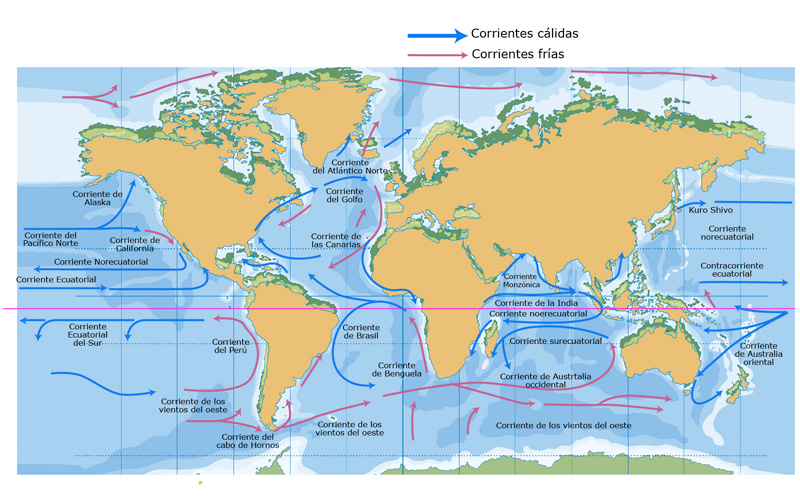 Corrientes cálidas
Corrientes frías
Corriente
del Atlántico Norte
Corriente de
Alaska
Corriente
del Golfo
Kuro Shivo
Corriente del
Pacífico Norte
Corriente de
California
Corriente de
las Canarias
Corriente
norecuatorial
Corriente Norecuatorial
Corriente Ecuatorial
Corriente
Monzónica
Contracorriente
ecuatorial
Corriente de la India
Corriente noerecuatorial
Corriente
Ecuatorial
del Sur
Corriente
del Perú
Corriente
de Brasil
Corriente surecuatorial
Corriente
de Australia
oriental
Corriente
de Benguela
Corriente de Austrtalia
occidental
Corriente de los
vientos del oeste
Corriente de los
vientos del oeste
Corriente de los vientos del oeste
Corriente del
cabo de Hornos